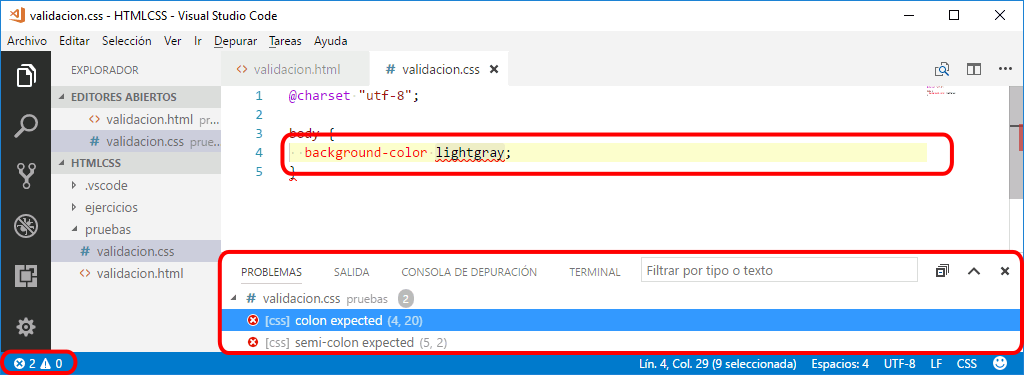 validacion.css - HTMLCSS - Visual Studio Code
Archivo Editar Selección Ver Ir Depurar Tareas Ayuda
EXPLORADOR
EDITORES ABIERTOS
<> validacion.html pr...
# validacion.css prue...
HTMLCSS
.vscode
ejercicios
pruebas
# validacion.css
<> validacion.html
<> validacion.html
# validacion.css
1 @charset "utf-8";
2
3 body {
4 background-color lightgray;
5 }
PROBLEMAS SALIDA CONSOLA DE DEPURACIÓN TERMINAL Filtrar por tipo o texto
# validacion.css pruebas 2
[css] colon expected (4, 20)
[css] semi-colon expected (5, 2)
2 0 Lín. 4, Col. 29 (9 seleccionada) Espacios: 4 UTF-8 LF CSS